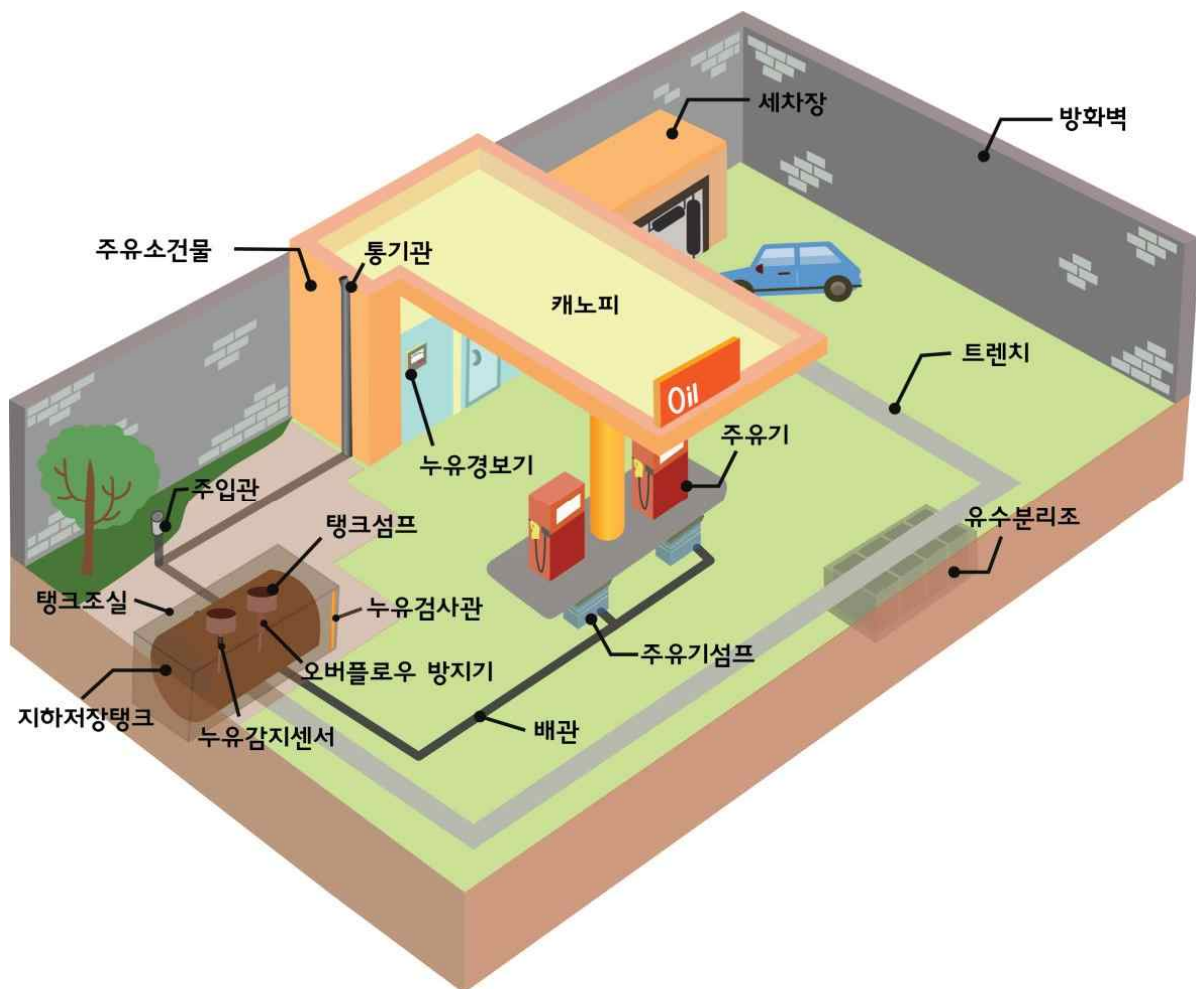 세차장
방화벽
주유소건물
통기관
캐노피
트렌치
Oil
누유경보기
주유기
주입관
탱크섬프
유수분리조
탱크조실
누유검사관
주유기섬프
오버플로우 방지기
지하저장탱크
누유감지센서
배관